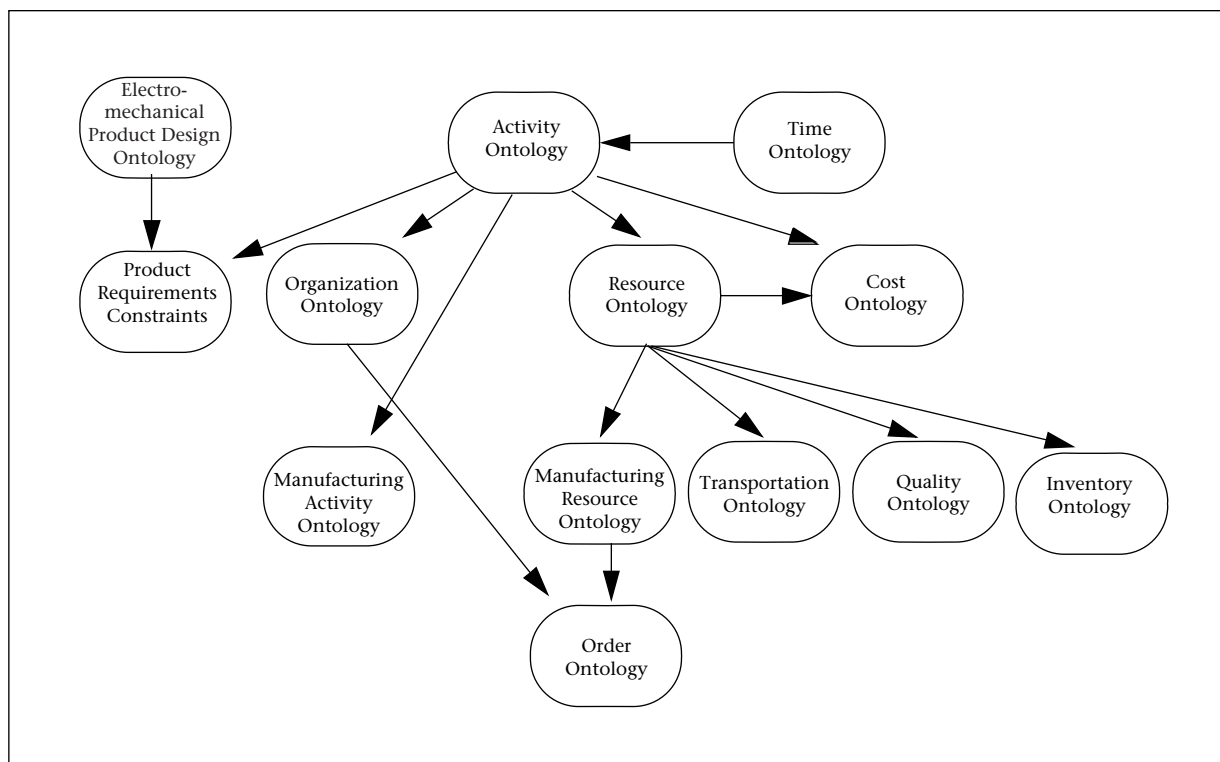 Electro-
mechanical
Product Design
Ontology
Activity
Ontology
Time
Ontology
Product
Requirements
Constraints
Organization
Ontology
Resource
Ontology
Cost
Ontology
Manufacturing
Activity
Ontology
Manufacturing
Resource
Ontology
Transportation
Ontology
Quality
Ontology
Inventory
Ontology
Order
Ontology